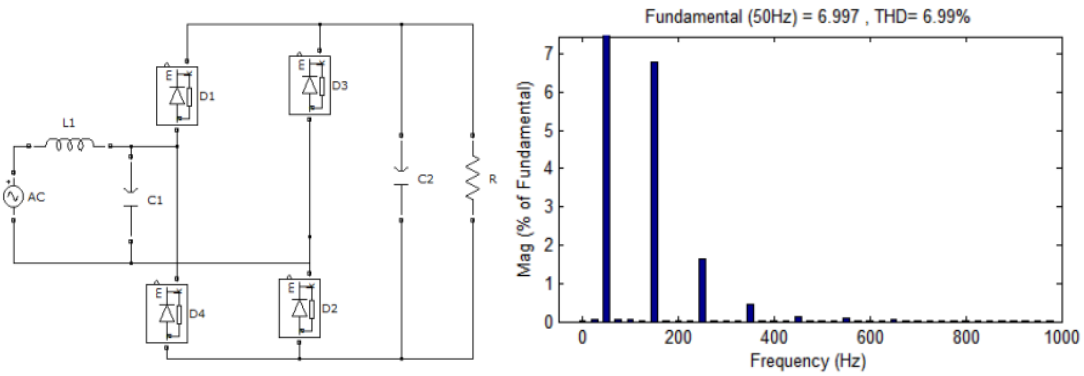 E
D1
E
D3
L1
+
AC
C1
C2
R
E
D4
E
D2
Fundamental (50Hz) = 6.997 , THD= 6.99%
Mag (% of Fundamental)
7
6
5
4
3
2
1
0
0 200 400 600 800 1000
Frequency (Hz)